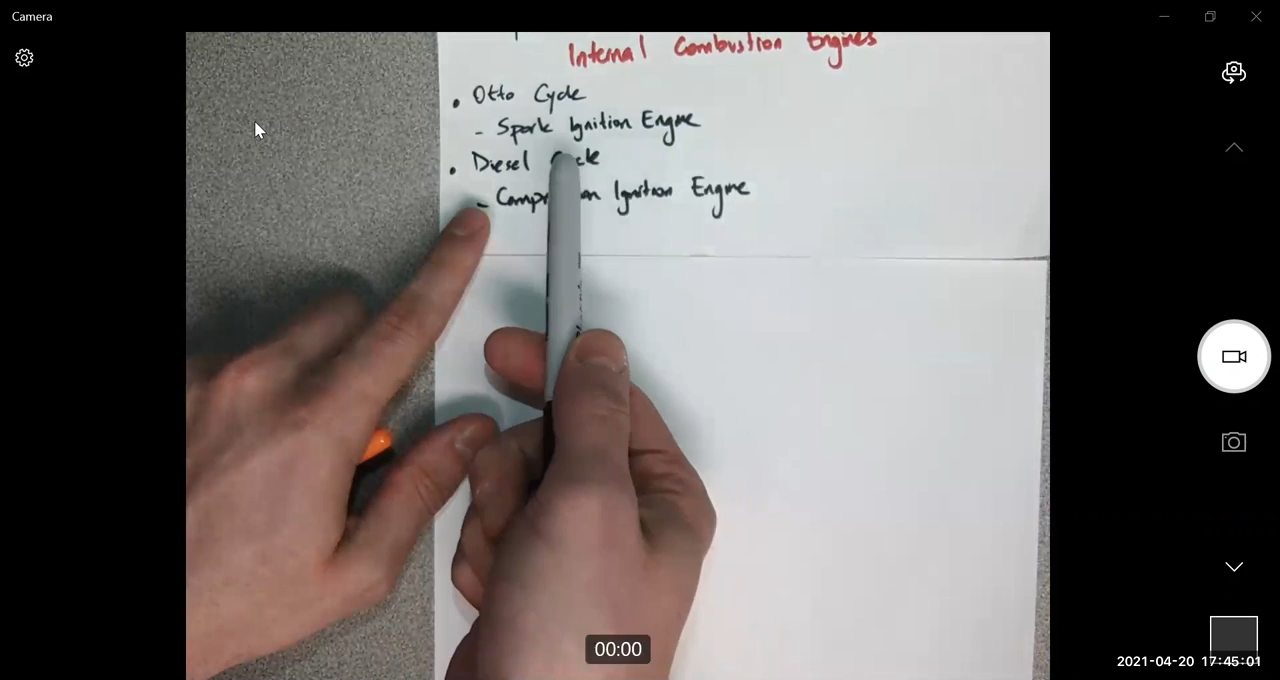 Camera
Internal Combustion Engines
• Otto Cycle
- Spark Ignition Engine
• Diesel
- Ignition Engine
00:00
2021-04-20 17:45:01